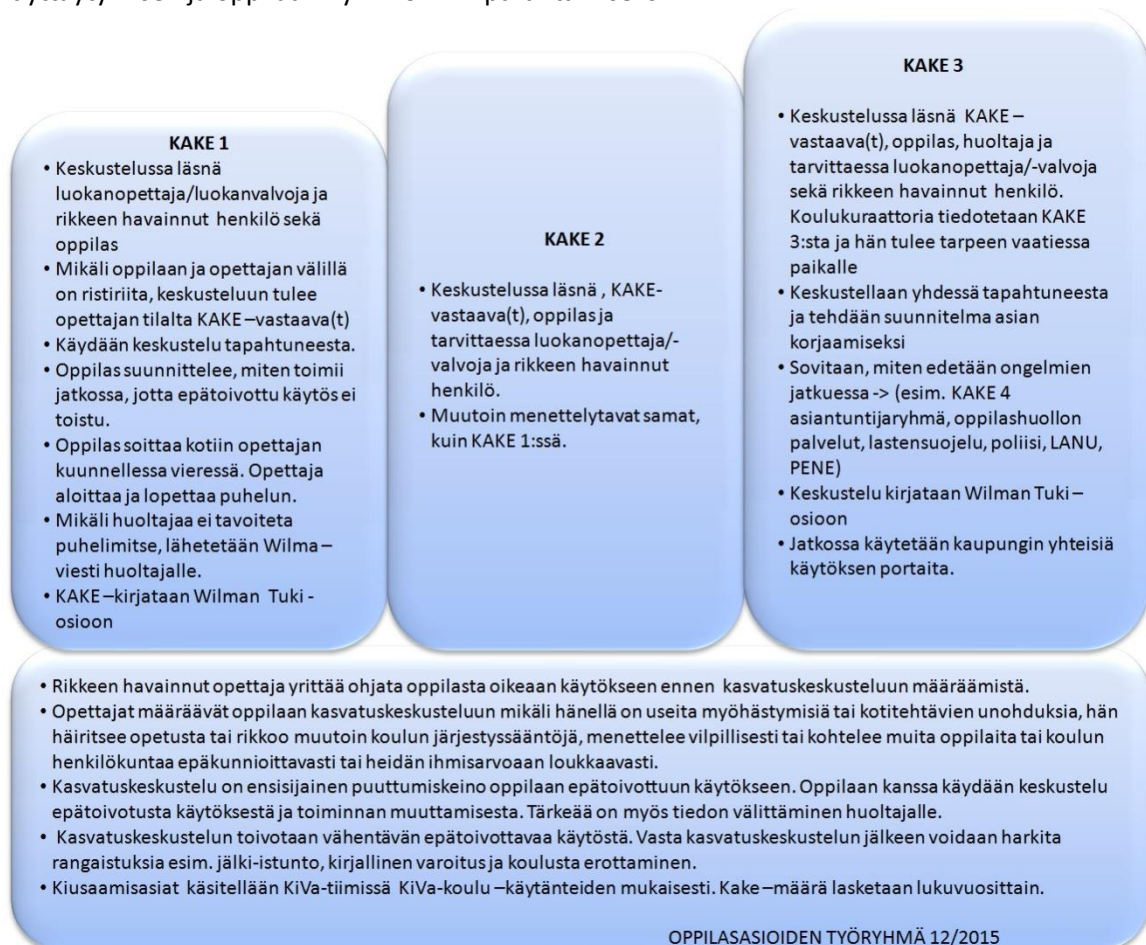 KAKE 1
• Keskustelussa läsnä
luokanopettaja/luokanvalvoja ja
rikkeen havainnut henkilö sekä
oppilas
• Mikäli oppilaan ja opettajan välillä
on ristiriita, keskusteluun tulee
opettajan tilalta KAKE –vastaava(t)
• Käydään keskustelu tapahtuneesta.
• Oppilas suunnittelee, miten toimii
jatkossa, jotta epätoivottu käytös ei
toistu.
• Oppilas soittaa kotiin opettajan
kuunnellessa vieressä. Opettaja
aloittaa ja lopettaa puhelun.
• Mikäli huoltajaa ei tavoiteta
puhelimitse, lähetetään Wilma –
viesti huoltajalle.
• KAKE –kirjataan Wilman Tuki -
osioon
KAKE 2
• Keskustelussa läsnä , KAKE-
vastaava(t), oppilas ja
tarvittaessa luokanopettaja/-
valvoja ja rikkeen havainnut
henkilö.
• Muutoin menettelytavat samat,
kuin KAKE 1:ssä.
KAKE 3
• Keskustelussa läsnä KAKE –
vastaava(t), oppilas, huoltaja ja
tarvittaessa luokanopettaja/-valvoja
sekä rikkeen havainnut henkilö.
Koulukuraattoria tiedotetaan KAKE
3:sta ja hän tulee tarpeen vaatiessa
paikalle
• Keskustellaan yhdessä tapahtuneesta
ja tehdään suunnitelma asian
korjaamiseksi
• Sovitaan, miten edetään ongelmien
jatkuessa -> (esim. KAKE 4
asiantuntijaryhmä, oppilashuollon
palvelut, lastensuojelu, poliisi, LANU,
PENE)
• Keskustelu kirjataan Wilman Tuki –
osioon
• Jatkossa käytetään kaupungin yhteisiä
käytöksen portaita.
• Rikkeen havainnut opettaja yrittää ohjata oppilasta oikeaan käytökseen ennen kasvatuskeskusteluun määräämistä.
• Opettajat määräävät oppilaan kasvatuskeskusteluun mikäli hänellä on useita myöhästymisiä tai kotitehtävien unohduksia, hän
häiritsee opetusta tai rikkoo muutoin koulun järjestyssääntöjä, menettelee vilpillisesti tai kohtelee muita oppilaita tai koulun
henkilökuntaa epäkunnioittavasti tai heidän ihmisarvoaan loukkaavasti.
• Kasvatuskeskustelu on ensisijainen puuttumiskeino oppilaan epätoivottuun käytökseen. Oppilaan kanssa käydään keskustelu
epätoivotusta käytöksestä ja toiminnan muuttamisesta. Tärkeää on myös tiedon välittäminen huoltajalle.
• Kasvatuskeskustelun toivotaan vähentävän epätoivottavaa käytöstä. Vasta kasvatuskeskustelun jälkeen voidaan harkita
rangaistuksia esim. jälki-istunto, kirjallinen varoitus ja koulusta erottaminen.
• Kiusaamisasiat käsitellään KiVa-tiimissä KiVa-koulu –käytänteiden mukaisesti. Kake –määrä lasketaan lukuvuosittain.
OPPILASASIOIDEN TYÖRYHMÄ 12/2015